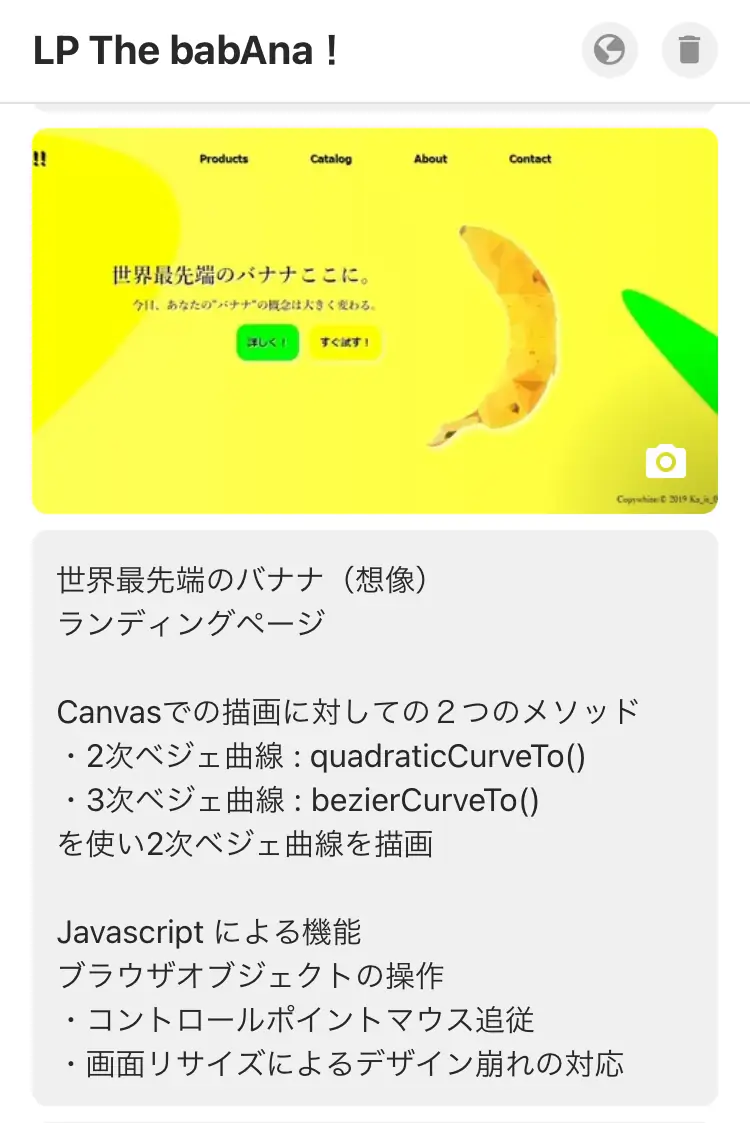 LP The babAna！
!!
Products
Catalog
About
Contact
世界最先端のバナナここに。
今日、あなたの"バナナ"の概念は大きく変わる。
詳しく！
すぐ試す！
Copywhite:© 2019
世界最先端のバナナ（想像）
ランディングページ
Canvasでの描画に対しての２つのメソッド
・2次ベジェ曲線 : quadraticCurveTo()
・3次ベジェ曲線 : bezierCurveTo()
を使い2次ベジェ曲線を描画
Javascript による機能
ブラウザオブジェクトの操作
・コントロールポイントマウス追従
・画面リサイズによるデザイン崩れの対応